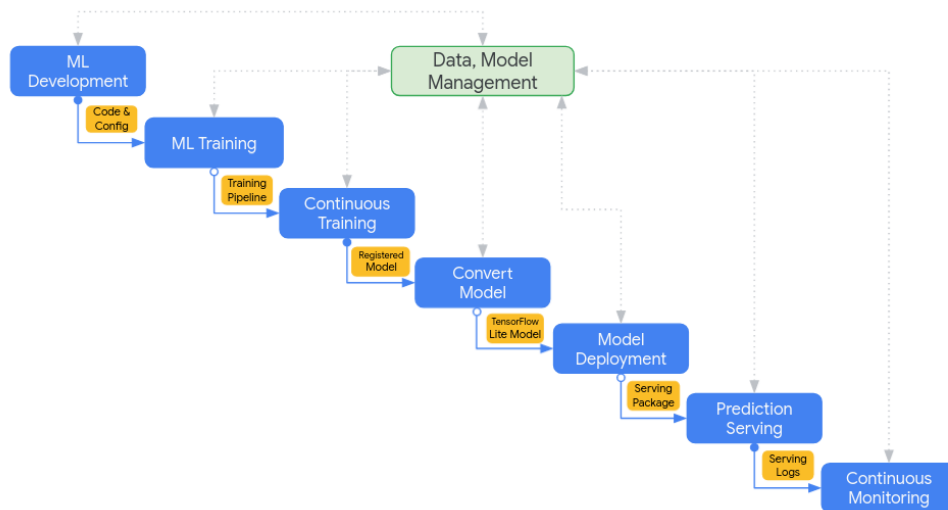 ML
Development
Data, Model
Management
Code &
Config
ML Training
Training
Pipeline
Continuous
Training
Registered
Model
Convert
Model
TensorFlow
Lite Model
Model
Deployment
Serving
Package
Prediction
Serving
Serving
Logs
Continuous
Monitoring